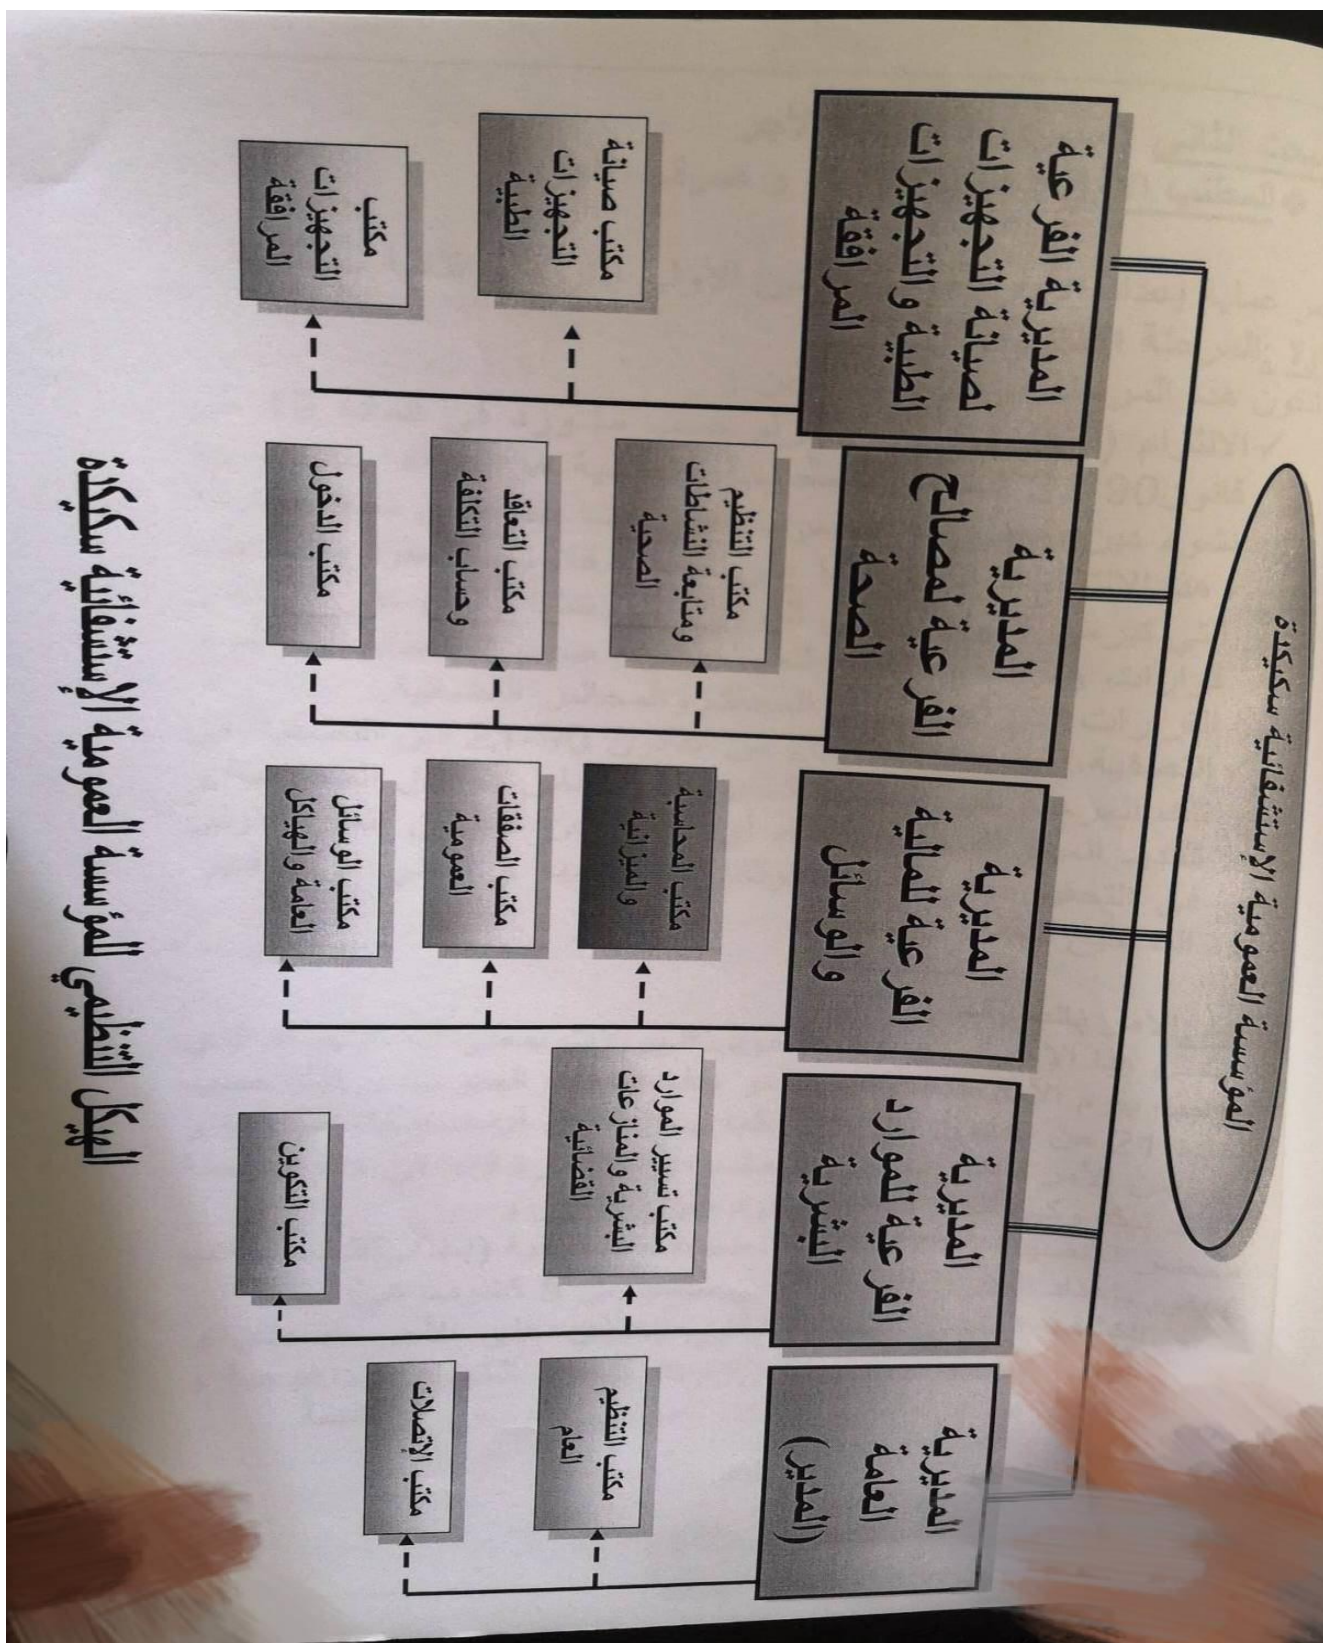 المؤسسة العمومية الإستشفائية سكيكدة
المديرية
العامة
(المدير)
مكتب التنظيم
العام
مكتب الإتصلات
المديرية
الفرعية للموارد
البشرية
مكتب تسيير الموارد
البشرية والمنازعات
القضائية
مكتب التكوين
المديرية
الفرعية للمالية
والوسائل
مكتب المحاسبة
والميزانية
مكتب الصفقات
العمومية
مكتب الوسائل
العامة والهياكل
المديرية
الفرعية لمصالح
الصحة
مكتب التنظيم
ومتابعة النشاطات
الصحية
مكتب التعاقد
وحساب التكلفة
مكتب الدخول
المديرية الفرعية
لصيانة التجهيزات
الطبية والتجهيزات
المرافقة
مكتب صيانة
التجهيزات
الطبية
مكتب
التجهيزات
المرافقة
الهيكل التنظيمي للمؤسسة العمومية الإستشفائية سكيكدة